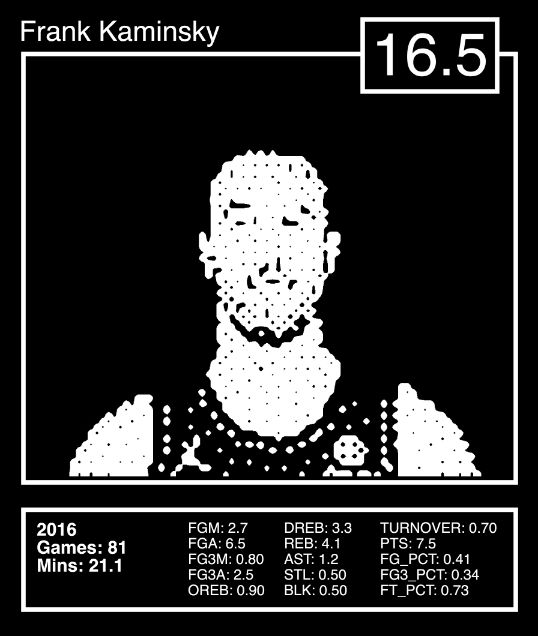 Frank Kaminsky
16.5
2016
Games: 81
Mins: 21.1
FGM: 2.7
FGA: 6.5
FG3M: 0.80
FG3A: 2.5
OREB: 0.90
DREB: 3.3
REB: 4.1
AST: 1.2
STL: 0.50
BLK: 0.50
TURNOVER: 0.70
PTS: 7.5
FG_PCT: 0.41
FG3_PCT: 0.34
FT_PCT: 0.73